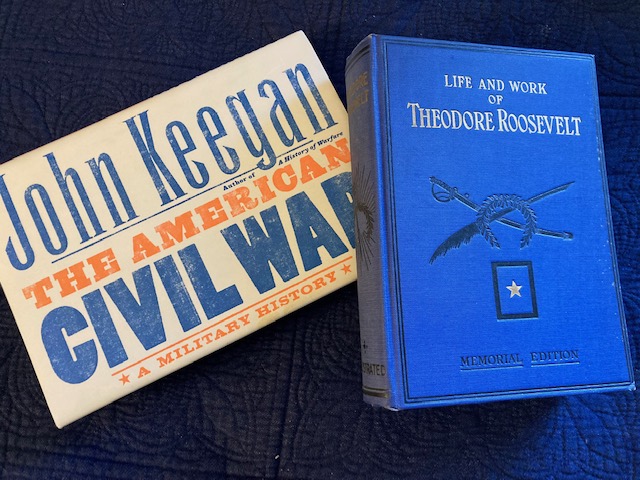 John Keegan
Author of A History of Warfare
THE AMERICAN
CIVIL WAR
★ A MILITARY HISTORY ★
LIFE AND WORK
OF
THEODORE ROOSEVELT
MEMORIAL EDITION